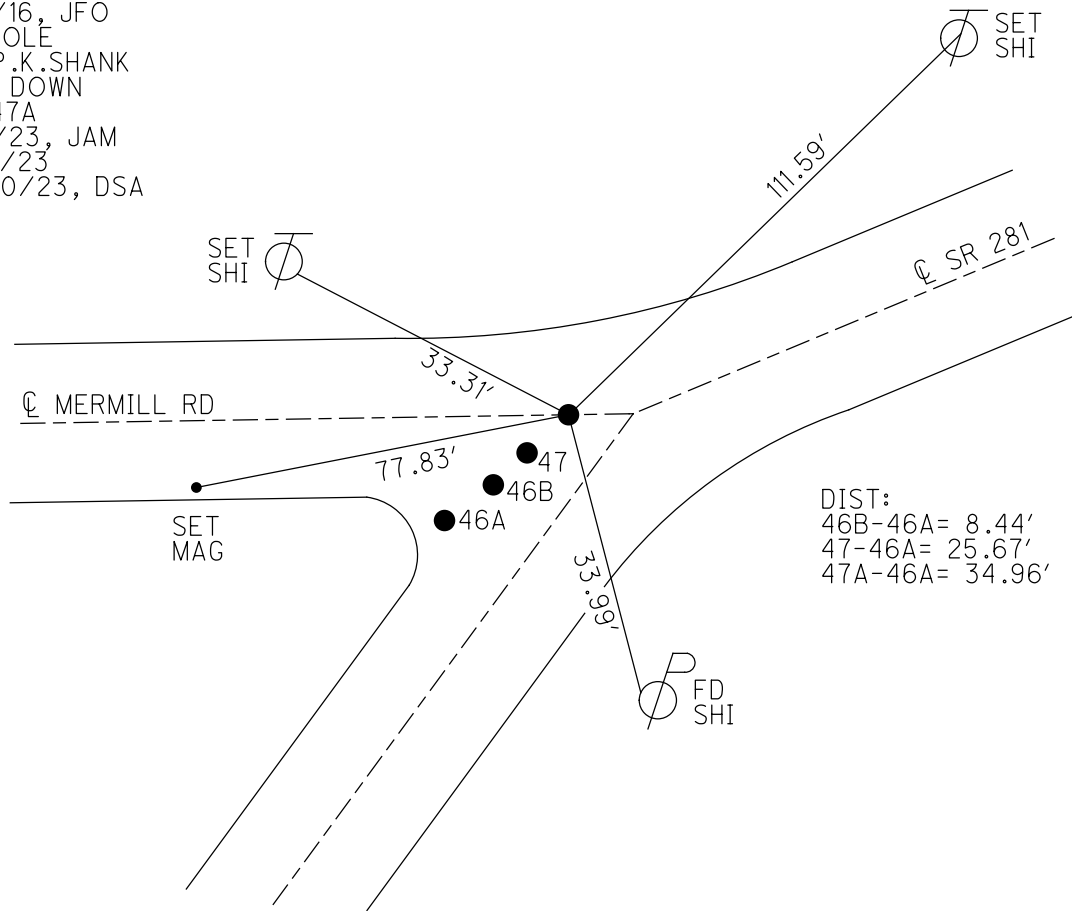 /16, JFO
OLE
P.K.SHANK
DOWN
47A
/23, JAM
/23
0/23, DSA
SET
SHI
111.59′
SET
SHI
℄ SR 281
33.31′
℄ MERMILL RD
77.83′
47
46B
46A
SET
MAG
DIST:
46B-46A= 8.44′
47-46A= 25.67′
47A-46A= 34.96′
33.99′
FD
SHI